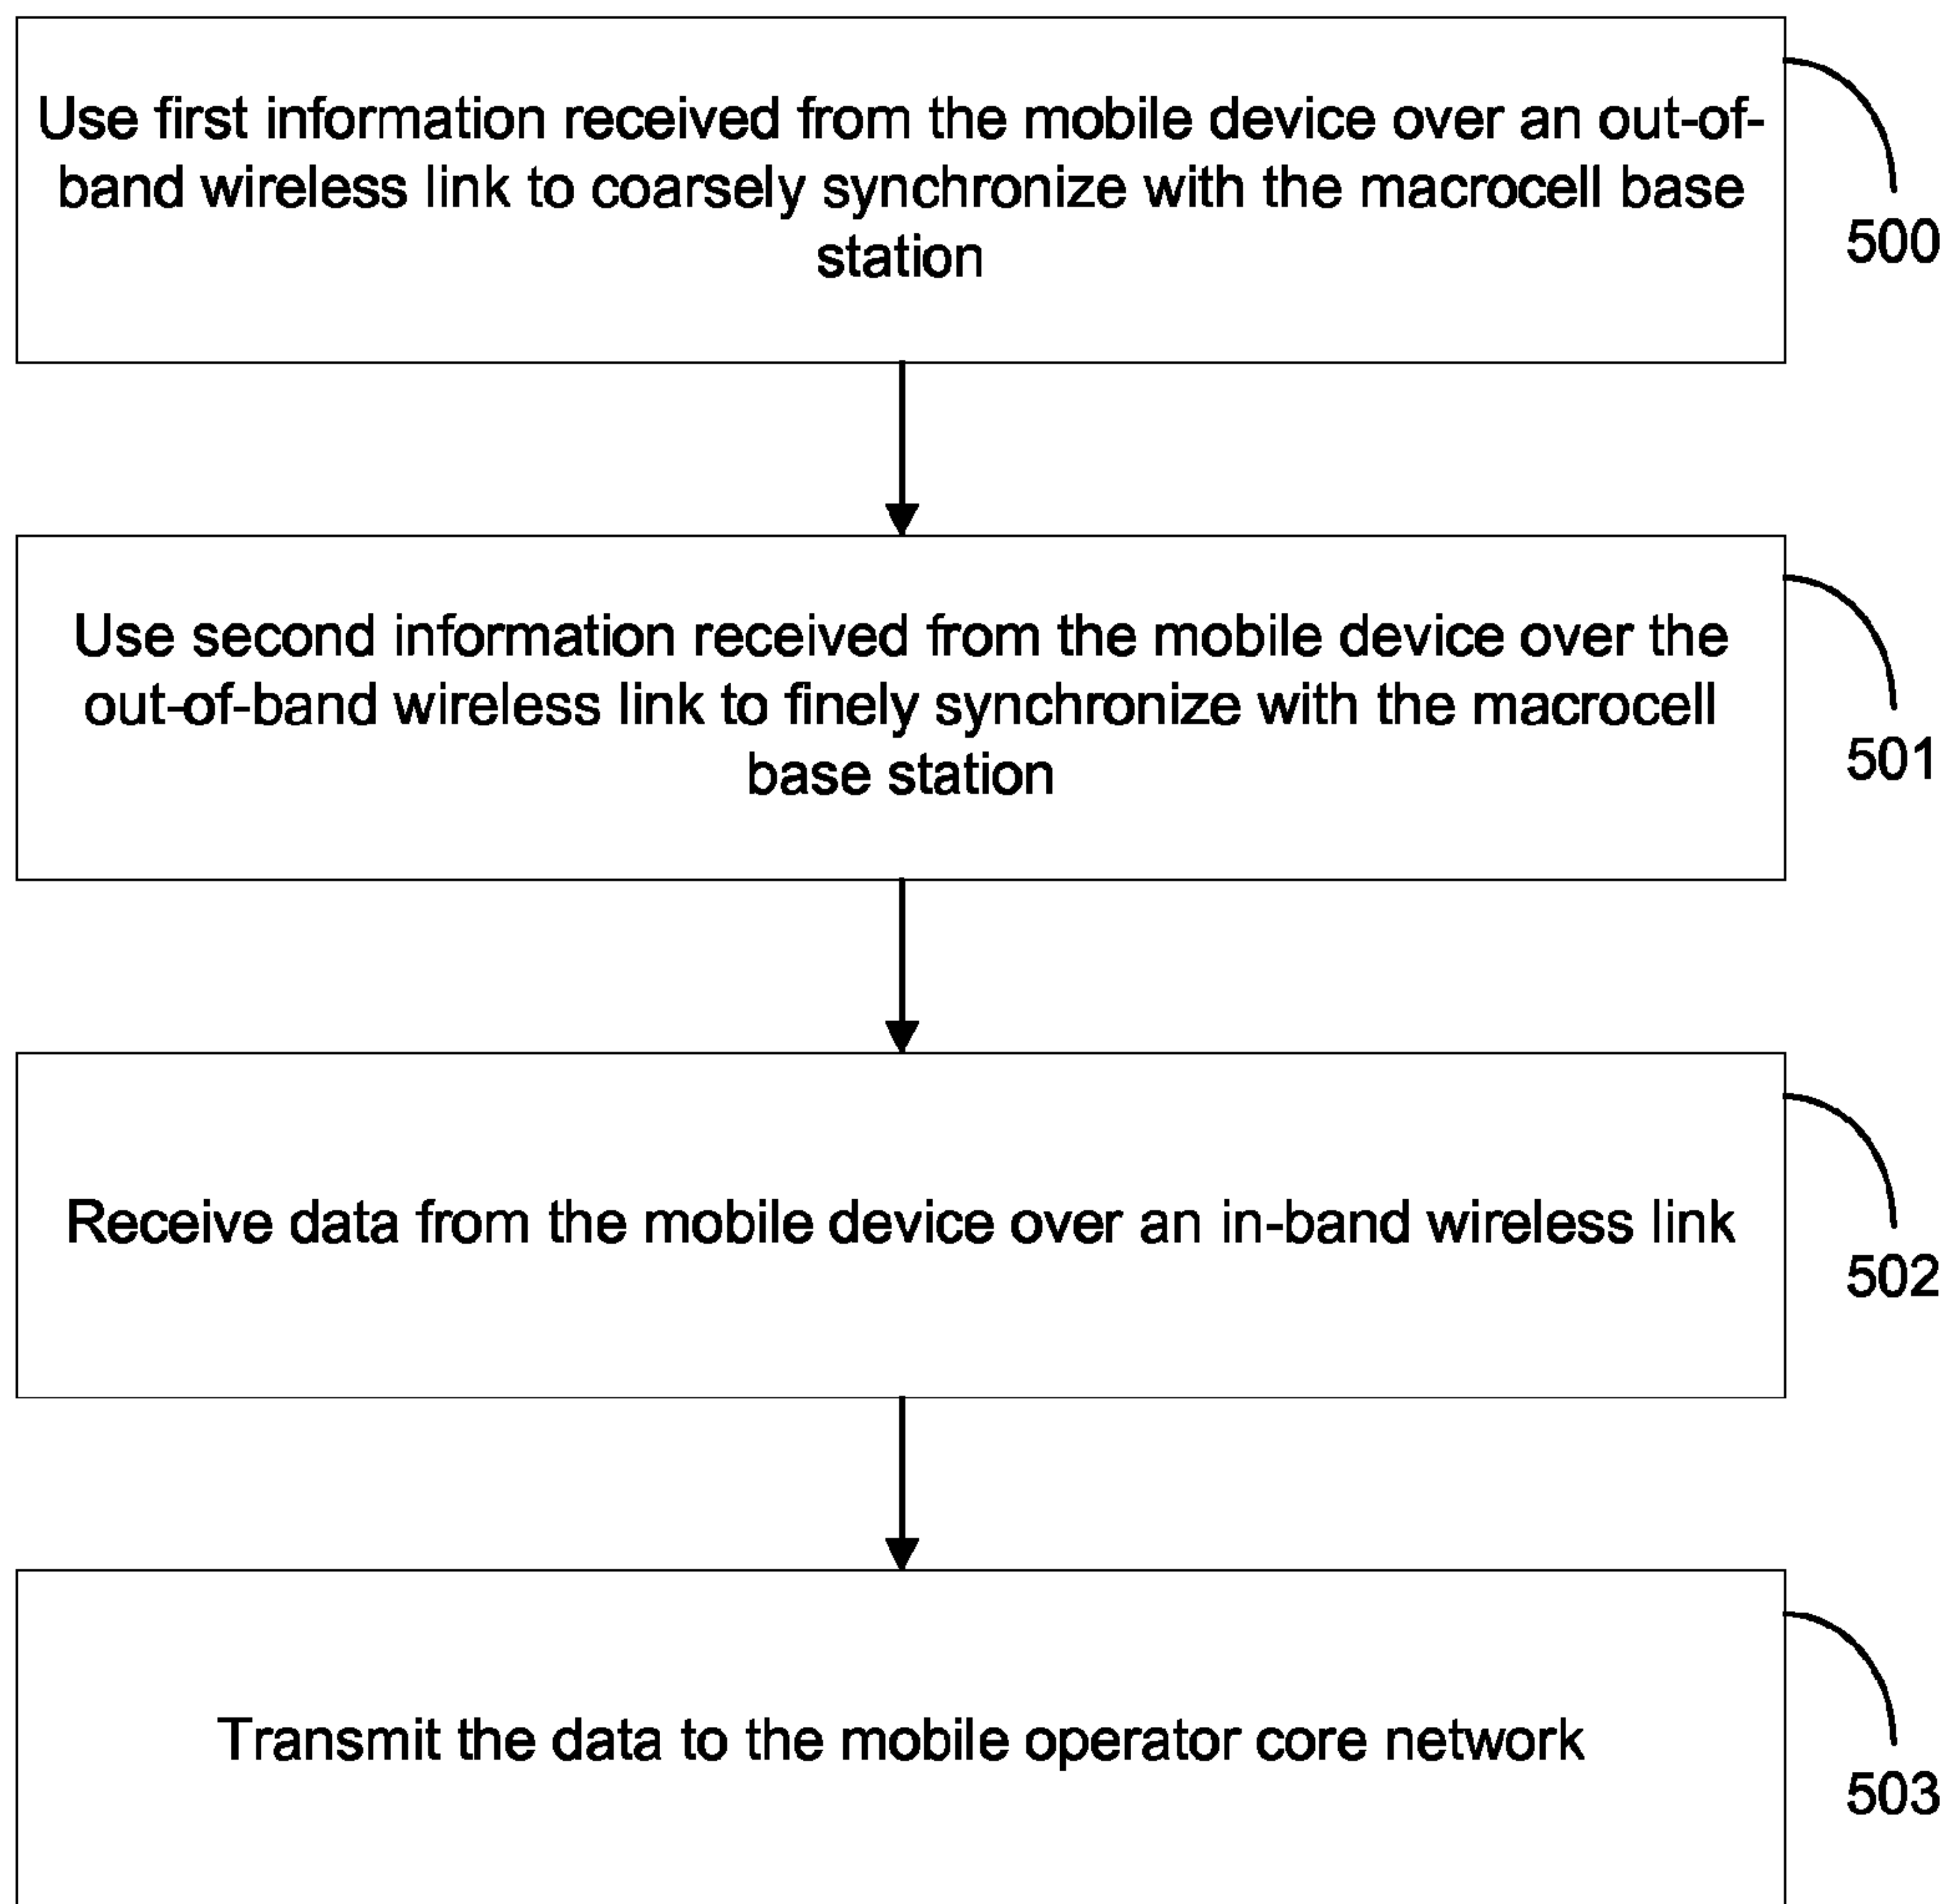 Use first information received from the mobile device over an out-of-
band wireless link to coarsely synchronize with the macrocell base
station
500
Use second information received from the mobile device over the
out-of-band wireless link to finely synchronize with the macrocell
base station
501
Receive data from the mobile device over an in-band wireless link
502
Transmit the data to the mobile operator core network
503